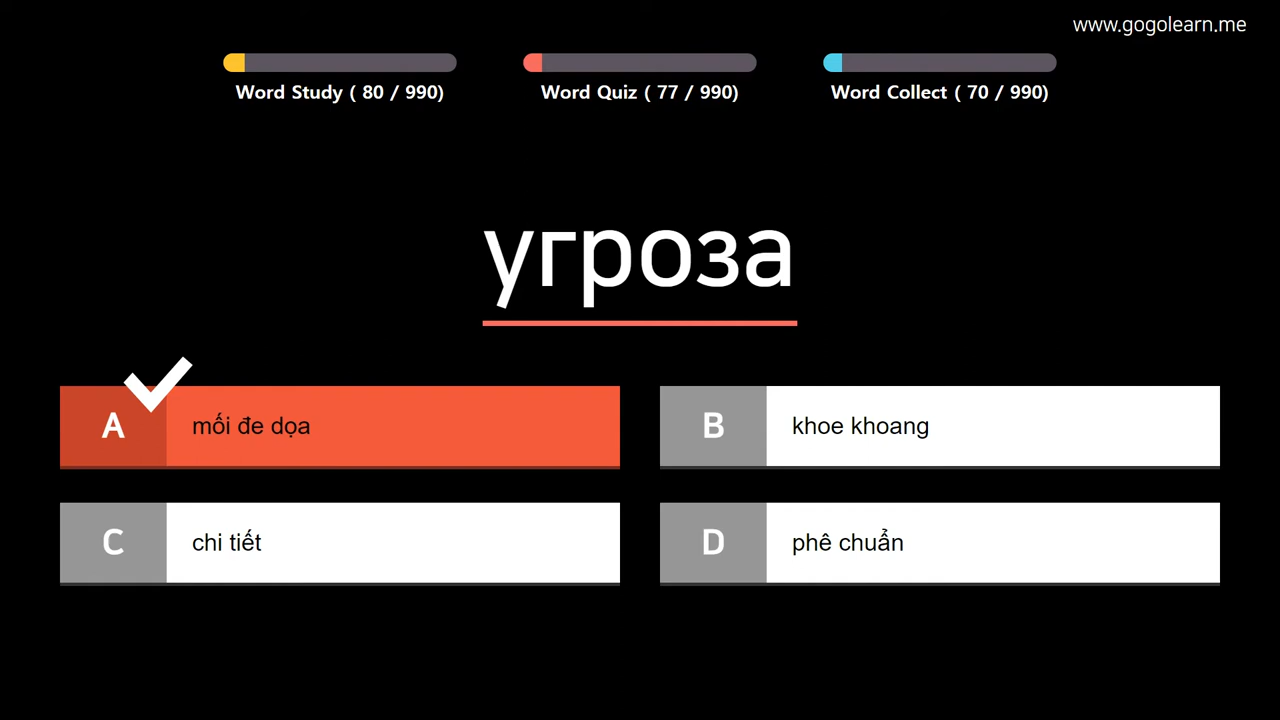 www.gogolearn.me
Word Study ( 80 / 990)
Word Quiz ( 77 / 990)
Word Collect ( 70 / 990)
угроза
A mối đe dọa
B khoe khoang
C chi tiết
D phê chuẩn